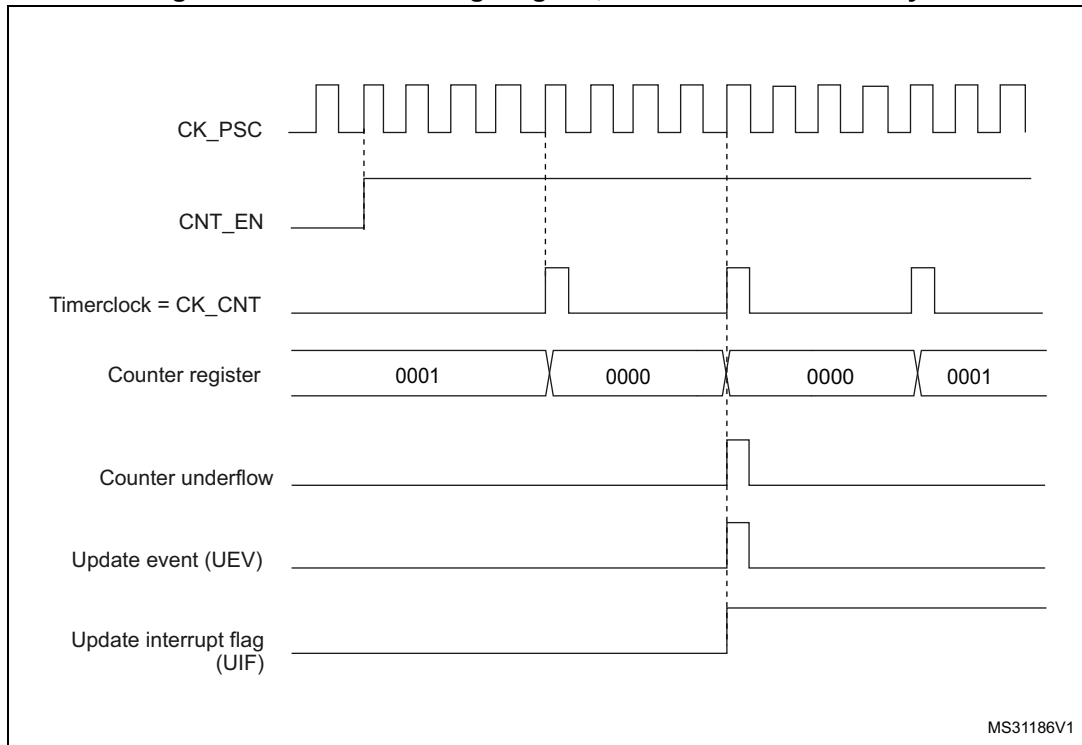 CK_PSC
CNT_EN
Timerclock = CK_CNT
Counter register
0001
0000
0000
0001
Counter underflow
Update event (UEV)
Update interrupt flag
(UIF)
MS31186V1